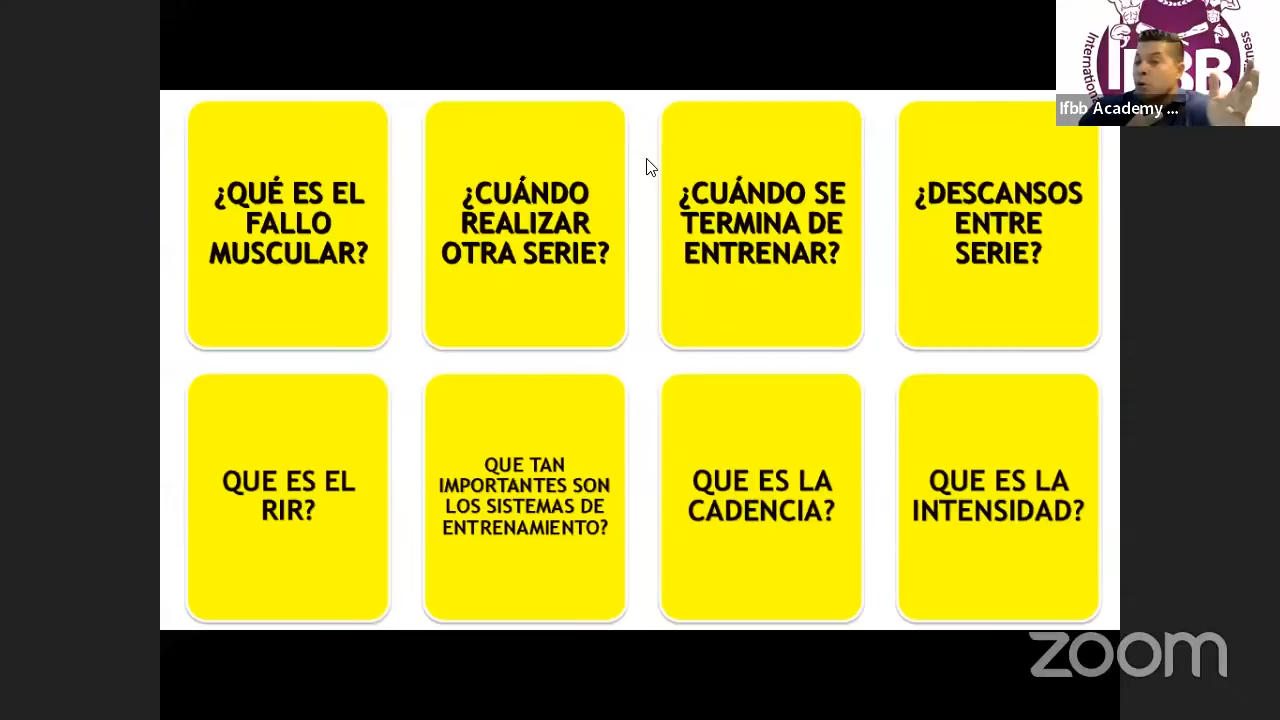 ¿QUÉ ES EL
FALLO
MUSCULAR?
¿CUÁNDO
REALIZAR
OTRA SERIE?
¿CUÁNDO SE
TERMINA DE
ENTRENAR?
¿DESCANSOS
ENTRE
SERIE?
QUE ES EL
RIR?
QUE TAN
IMPORTANTES SON
LOS SISTEMAS DE
ENTRENAMIENTO?
QUE ES LA
CADENCIA?
QUE ES LA
INTENSIDAD?
Ifbb Academy ...
zoom